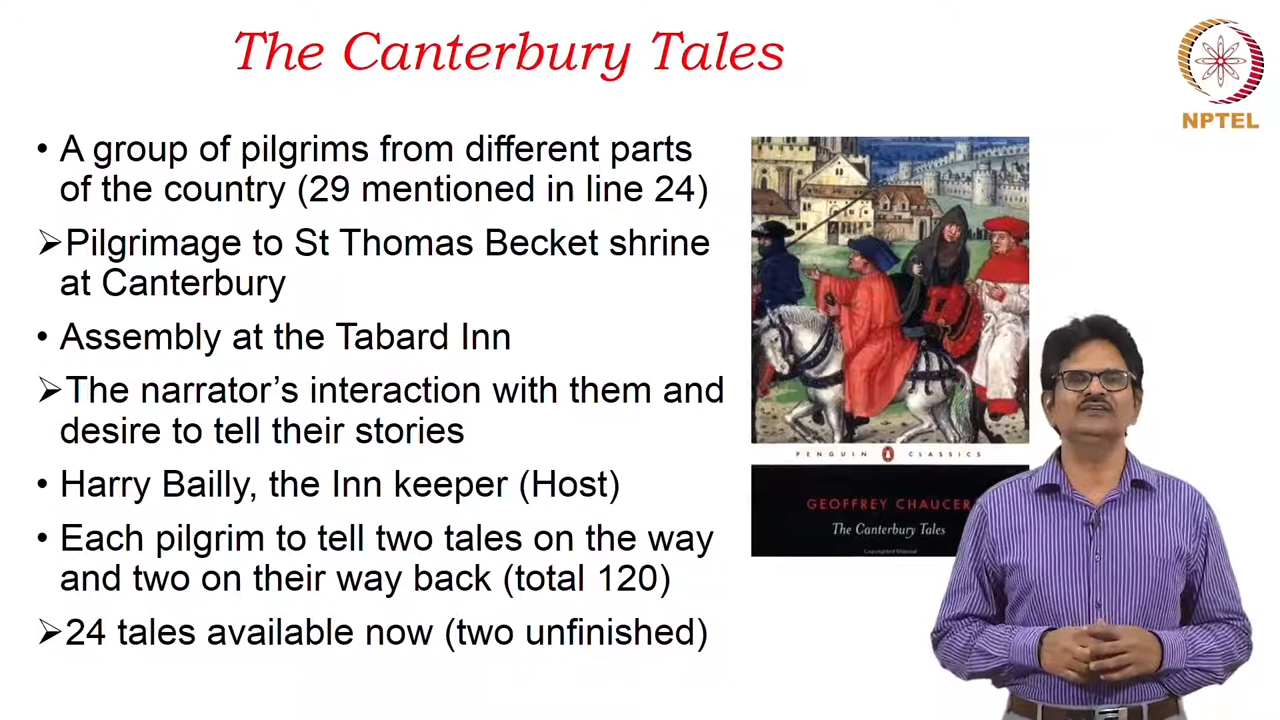 The Canterbury Tales
NPTEL
• A group of pilgrims from different parts
of the country (29 mentioned in line 24)
➢Pilgrimage to St Thomas Becket shrine
at Canterbury
• Assembly at the Tabard Inn
➢The narrator’s interaction with them and
desire to tell their stories
• Harry Bailly, the Inn keeper (Host)
• Each pilgrim to tell two tales on the way
and two on their way back (total 120)
➢24 tales available now (two unfinished)
PENGUIN CLASSICS
GEOFFREY CHAUCER
The Canterbury Tales
Copyrighted Material